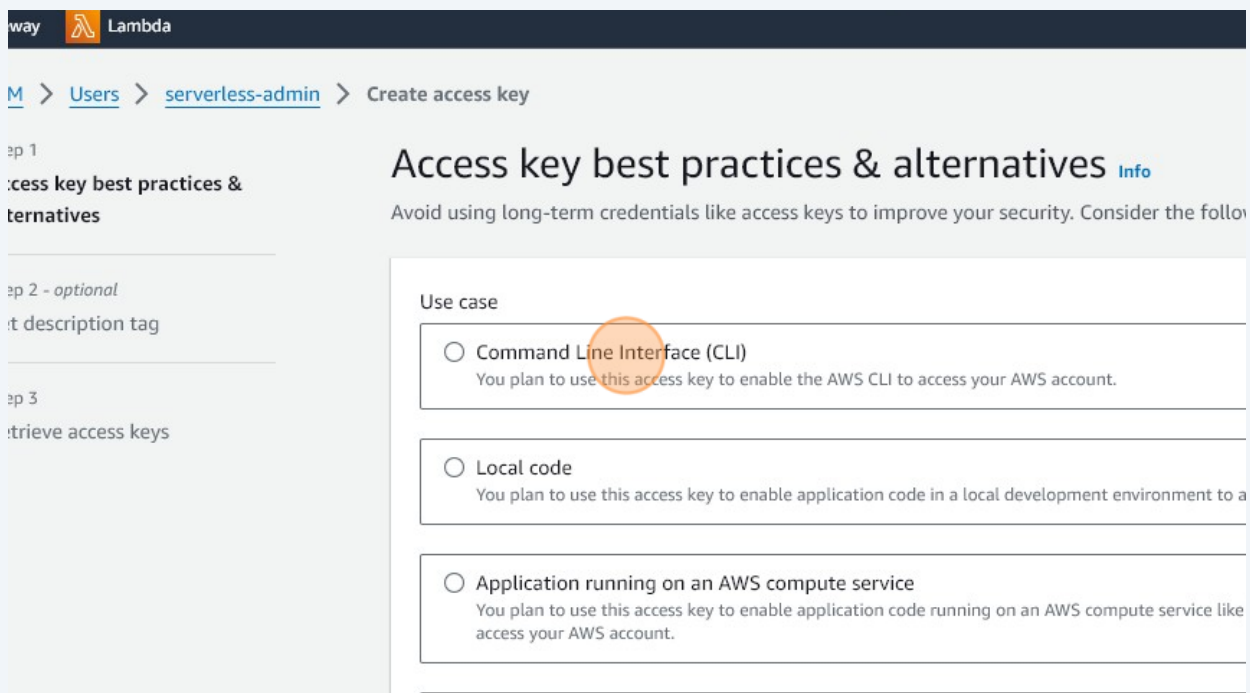 way Lambda
M Users serverless-admin Create access key
ep 1
ccess key best practices &
ternatives
ep 2 - optional
et description tag
ep 3
etrieve access keys
Access key best practices & alternatives Info
Avoid using long-term credentials like access keys to improve your security. Consider the follo
Use case
Command Line Interface (CLI)
You plan to use this access key to enable the AWS CLI to access your AWS account.
Local code
You plan to use this access key to enable application code in a local development environment to a
Application running on an AWS compute service
You plan to use this access key to enable application code running on an AWS compute service like
access your AWS account.